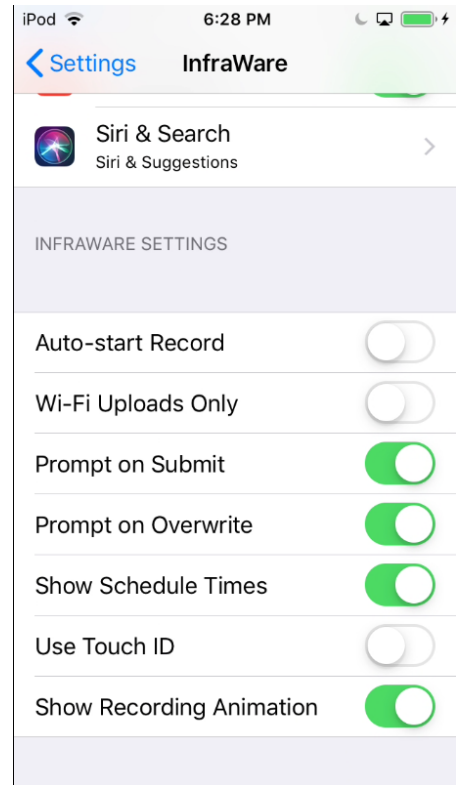 iPod 6:28 PM
Settings InfraWare
Siri & Search
Siri & Suggestions
INFRAWARE SETTINGS
Auto-start Record
Wi-Fi Uploads Only
Prompt on Submit
Prompt on Overwrite
Show Schedule Times
Use Touch ID
Show Recording Animation